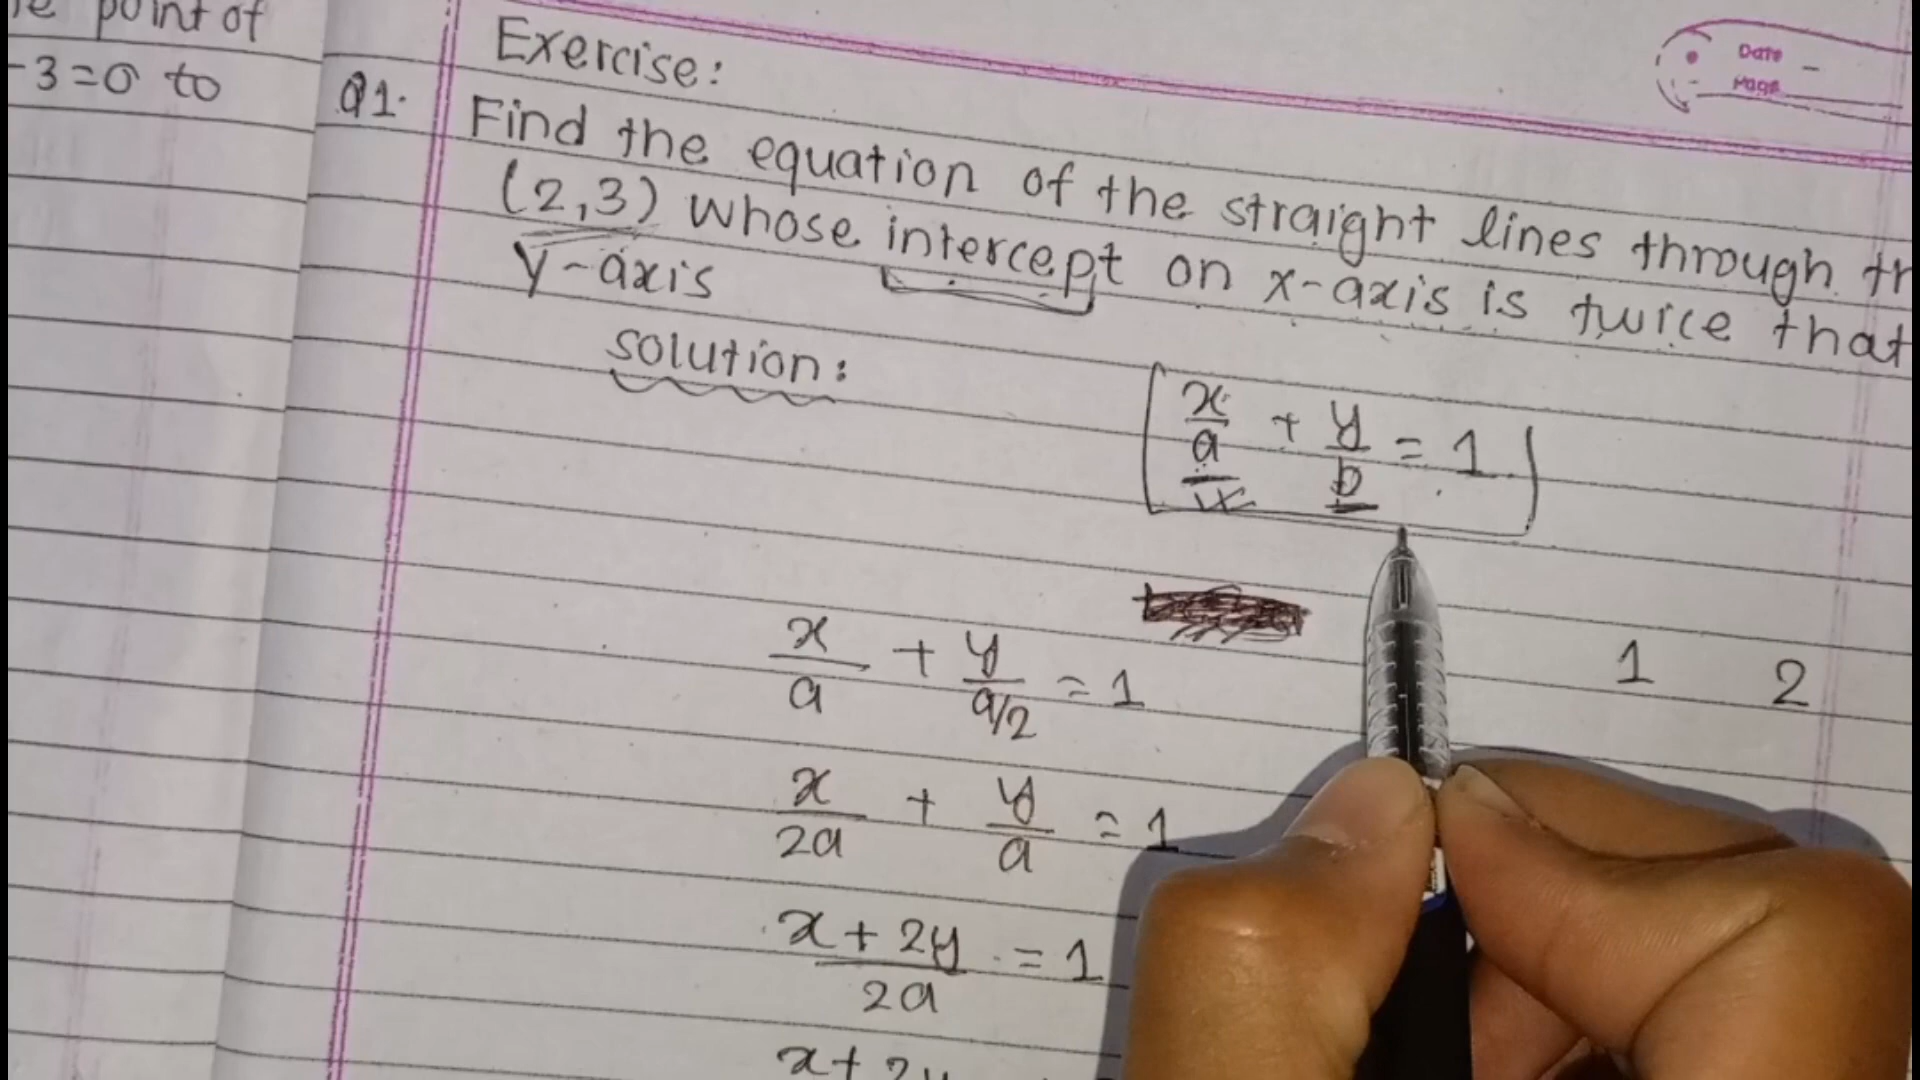 point of
-3=0 to
Date
Page
Exercise:
Q1. Find the equation of the straight lines through
(2,3) whose intercept on x-axis is twice that
y-axis
solution:
x/a + y/b = 1
x/a + y/a/2 = 1
1 2
x/2a + y/a = 1
x+2y/2a = 1
x+2y